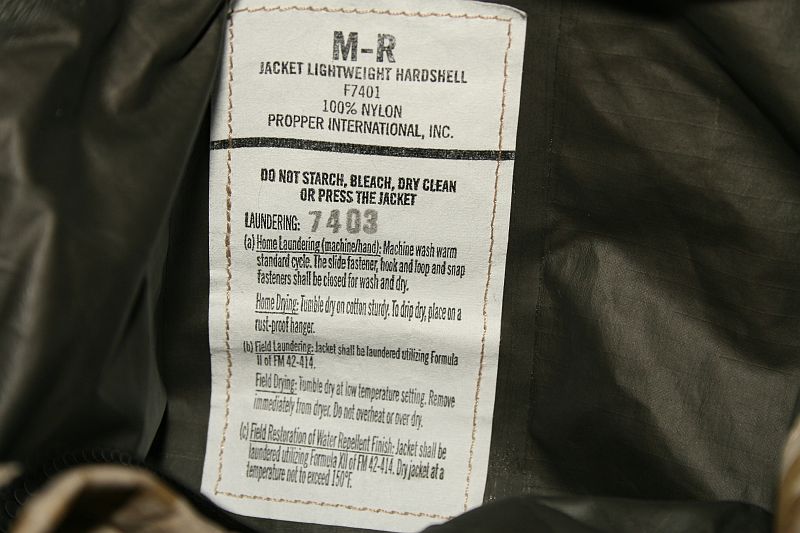 M-R
JACKET LIGHTWEIGHT HARDSHELL
F7401
100% NYLON
PROPPER INTERNATIONAL, INC.
DO NOT STARCH, BLEACH, DRY CLEAN
OR PRESS THE JACKET
LAUNDERING: 7403
(a) Home Laundering (machine/hand): Machine wash warm
standard cycle. The slide fastener, hook and loop and snap
fasteners shall be closed for wash and dry.
Home Drying: Tumble dry on cotton sturdy. To drip dry, place on a
rust-proof hanger.
(b) Field Laundering: Jacket shall be laundered utilizing Formula
II of FM 42-414.
Field Drying: Tumble dry at low temperature setting. Remove
immediately from dryer. Do not overheat or over dry.
(c) Field Restoration of Water Repellent Finish: Jacket shall be
laundered utilizing Formula XII of FM 42-414. Dry jacket at a
temperature not to exceed 150°F.